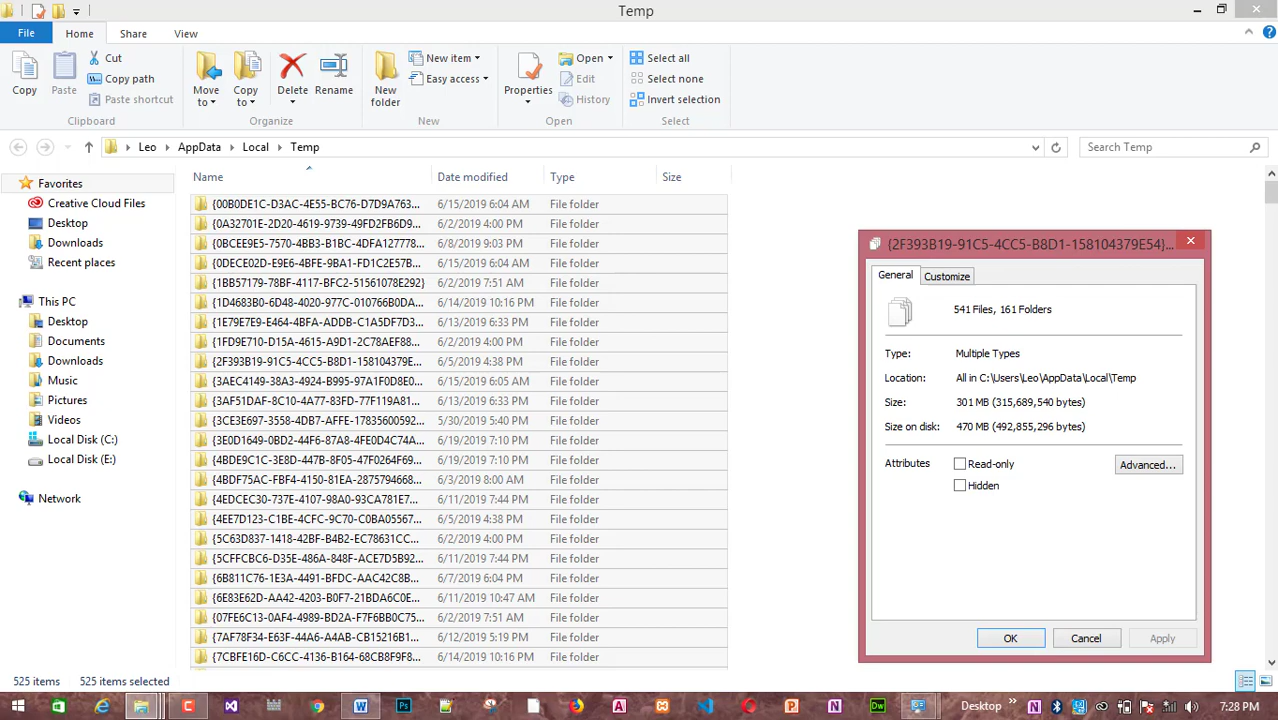 Temp
File
Home
Share
View
Copy
Paste
Cut
Copy path
Paste shortcut
Clipboard
Move to
Copy to
Delete
Rename
Organize
New folder
New item
Easy access
New
Properties
Open
Edit
History
Open
Select all
Select none
Invert selection
Select
Leo
AppData
Local
Temp
Search Temp
Favorites
Creative Cloud Files
Desktop
Downloads
Recent places
This PC
Desktop
Documents
Downloads
Music
Pictures
Videos
Local Disk (C:)
Local Disk (E:)
Network
Name Date modified Type Size
{00B0DE1C-D3AC-4E55-BC76-D7D9A763... 6/15/2019 6:04 AM File folder
{0A32701E-2D20-4619-9739-49FD2FB6D9... 6/2/2019 4:00 PM File folder
{0BCEE9E5-7570-4BB3-B1BC-4DFA127778... 6/8/2019 9:03 PM File folder
{0DECE02D-E9E6-4BFE-9BA1-FD1C2E57B... 6/15/2019 6:04 AM File folder
{1BB57179-78BF-4117-BFC2-51561078E292} 6/2/2019 7:51 AM File folder
{1D4683B0-6D48-4020-977C-010766B0DA... 6/14/2019 10:16 PM File folder
{1E79E7E9-E464-4BFA-ADDB-C1A5DF7D3... 6/13/2019 6:33 PM File folder
{1FD9E710-D15A-4615-A9D1-2C78AEF88... 6/2/2019 4:00 PM File folder
{2F393B19-91C5-4CC5-B8D1-158104379E... 6/5/2019 4:38 PM File folder
{3AEC4149-38A3-4924-B995-97A1F0D8E0... 6/15/2019 6:05 AM File folder
{3AF51DAF-8C10-4A77-83FD-77F119A81... 6/13/2019 6:33 PM File folder
{3CE3E697-3358-4DB7-AFFE-17835600592... 5/30/2019 5:40 PM File folder
{3E0D1649-0BD2-44F6-87A8-4FE0D4C74A... 6/19/2019 7:10 PM File folder
{4BDE9C1C-3E8D-447B-8F05-47F0264F69... 6/19/2019 7:10 PM File folder
{4BDF75AC-FBF4-4150-81EA-2875794668... 6/3/2019 8:00 AM File folder
{4EDCEC30-737E-4107-98A0-93CA781E7... 6/11/2019 7:44 PM File folder
{4EE7D123-C1BE-4CFC-9C70-C0BA05567... 6/5/2019 4:38 PM File folder
{5C63D837-1418-42BF-B4B2-EC78631CC... 6/2/2019 4:00 PM File folder
{5CFFCBC6-D35E-486A-848F-ACE7D5B92... 6/11/2019 7:44 PM File folder
{6B811C76-1E3A-4491-BFDC-AAC42C8B... 6/7/2019 6:04 PM File folder
{6E83E62D-AA42-4203-B0F7-21BDA6C0E... 6/11/2019 10:47 AM File folder
{07FE6C13-0AF4-4989-BD2A-F7F6BB0C75... 6/2/2019 7:51 AM File folder
{7AF78F34-E63F-44A6-A4AB-CB15216B1... 6/12/2019 5:19 PM File folder
{7CBFE16D-C6CC-4136-B164-68CB8F9F8... 6/14/2019 10:16 PM File folder
{2F393B19-91C5-4CC5-B8D1-158104379E54}...
General Customize
541 Files, 161 Folders
Type: Multiple Types
Location: All in C:\Users\Leo\AppData\Local\Temp
Size: 301 MB (315,689,540 bytes)
Size on disk: 470 MB (492,855,296 bytes)
Attributes Read-only Advanced...
Hidden
OK Cancel Apply
525 items 525 items selected
Desktop 7:28 PM